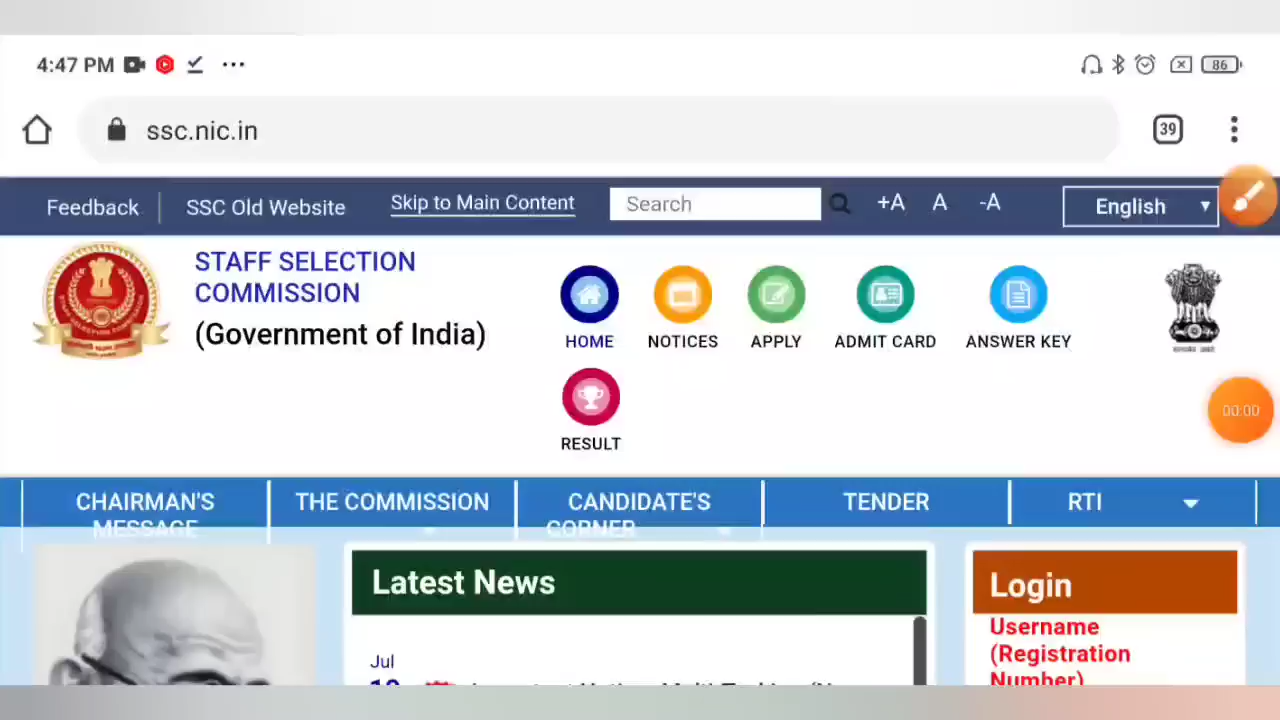 4:47 PM
86
ssc.nic.in
39
Feedback
SSC Old Website
Skip to Main Content
Search
+A
A
-A
English
STAFF SELECTION
COMMISSION
(Government of India)
HOME
NOTICES
APPLY
ADMIT CARD
ANSWER KEY
RESULT
00:00
CHAIRMAN'S
MESSAGE
THE COMMISSION
CANDIDATE'S
CORNER
TENDER
RTI
Latest News
Login
Username
(Registration
Number)
Jul